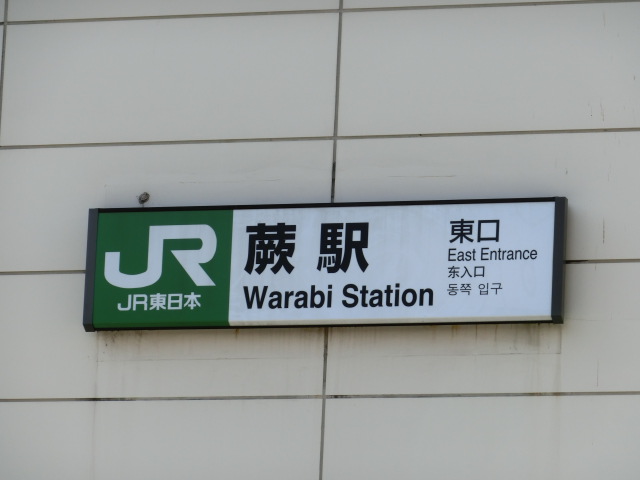 JR
JR東日本
蕨駅
Warabi Station
東口
East Entrance
东入口
동쪽 입구